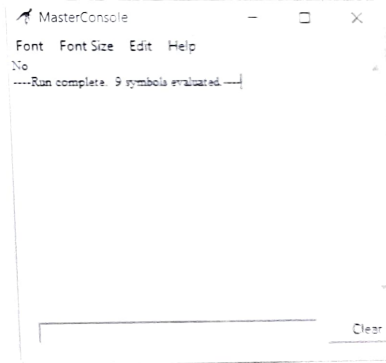 MasterConsole
Font Font Size Edit Help
No
----Run complete. 9 symbols evaluated.----
Clear